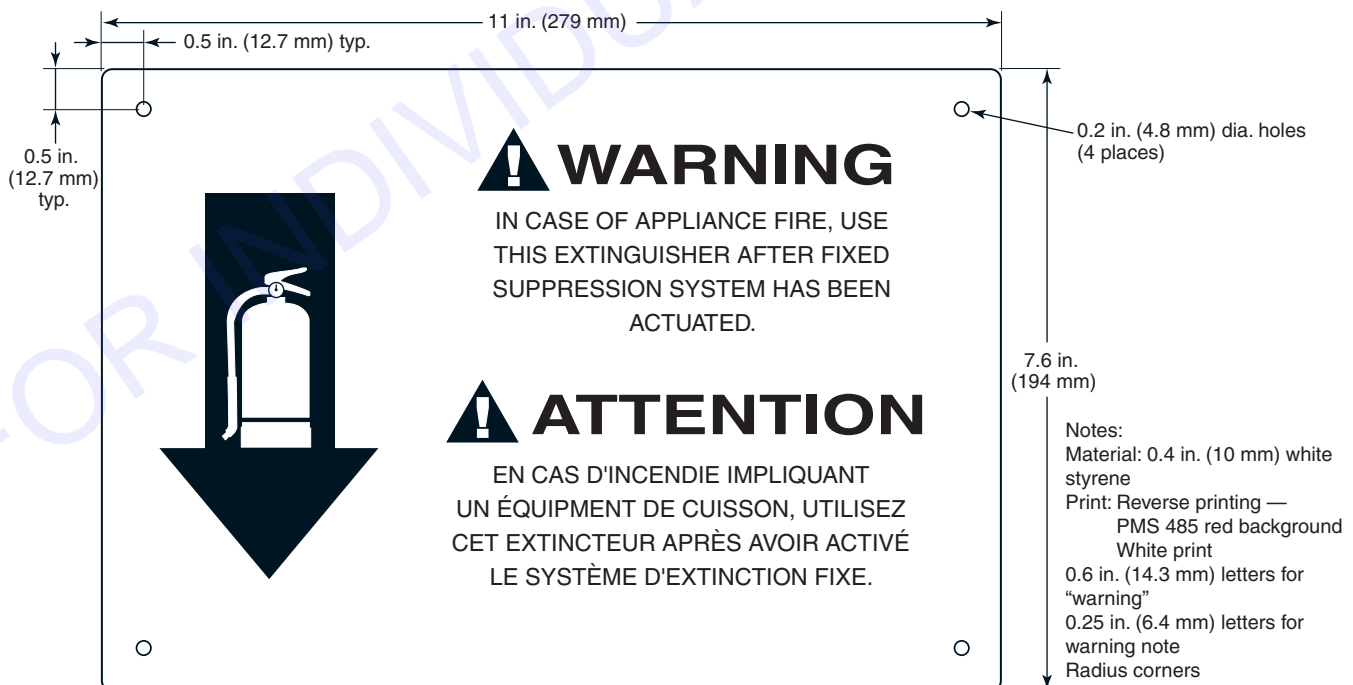 11 in. (279 mm)
0.5 in. (12.7 mm) typ.
0.5 in.
(12.7 mm)
typ.
0.2 in. (4.8 mm) dia. holes
(4 places)
WARNING
IN CASE OF APPLIANCE FIRE, USE
THIS EXTINGUISHER AFTER FIXED
SUPPRESSION SYSTEM HAS BEEN
ACTUATED.
7.6 in.
(194 mm)
ATTENTION
EN CAS D'INCENDIE IMPLIQUANT
UN ÉQUIPMENT DE CUISSON, UTILISEZ
CET EXTINCTEUR APRÈS AVOIR ACTIVÉ
LE SYSTÈME D'EXTINCTION FIXE.
Notes:
Material: 0.4 in. (10 mm) white
styrene
Print: Reverse printing —
PMS 485 red background
White print
0.6 in. (14.3 mm) letters for
“warning”
0.25 in. (6.4 mm) letters for
warning note
Radius corners
FOR INDIVIDUA